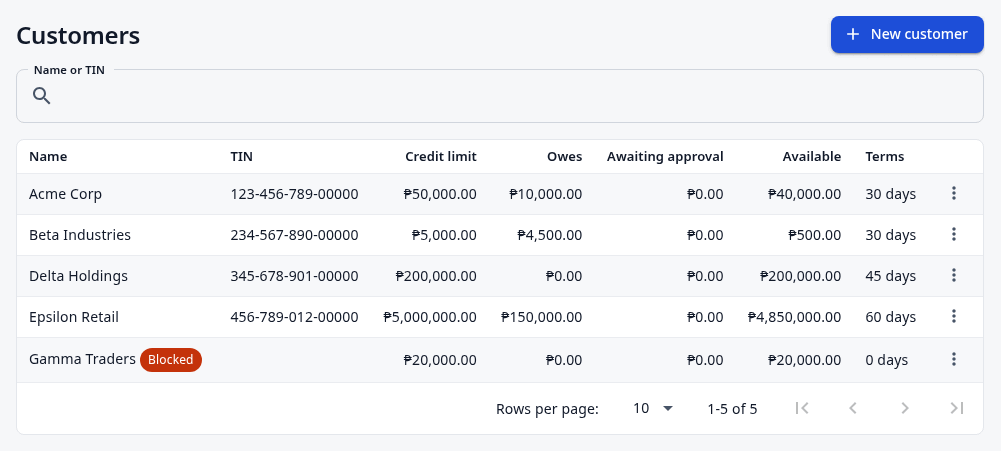 Customers
New customer
Name or TIN
Name TIN Credit limit Owes Awaiting approval Available Terms
Acme Corp 123-456-789-00000 ₱50,000.00 ₱10,000.00 ₱0.00 ₱40,000.00 30 days
Beta Industries 234-567-890-00000 ₱5,000.00 ₱4,500.00 ₱0.00 ₱500.00 30 days
Delta Holdings 345-678-901-00000 ₱200,000.00 ₱0.00 ₱0.00 ₱200,000.00 45 days
Epsilon Retail 456-789-012-00000 ₱5,000,000.00 ₱150,000.00 ₱0.00 ₱4,850,000.00 60 days
Gamma Traders Blocked ₱20,000.00 ₱0.00 ₱0.00 ₱20,000.00 0 days
Rows per page: 10 1-5 of 5